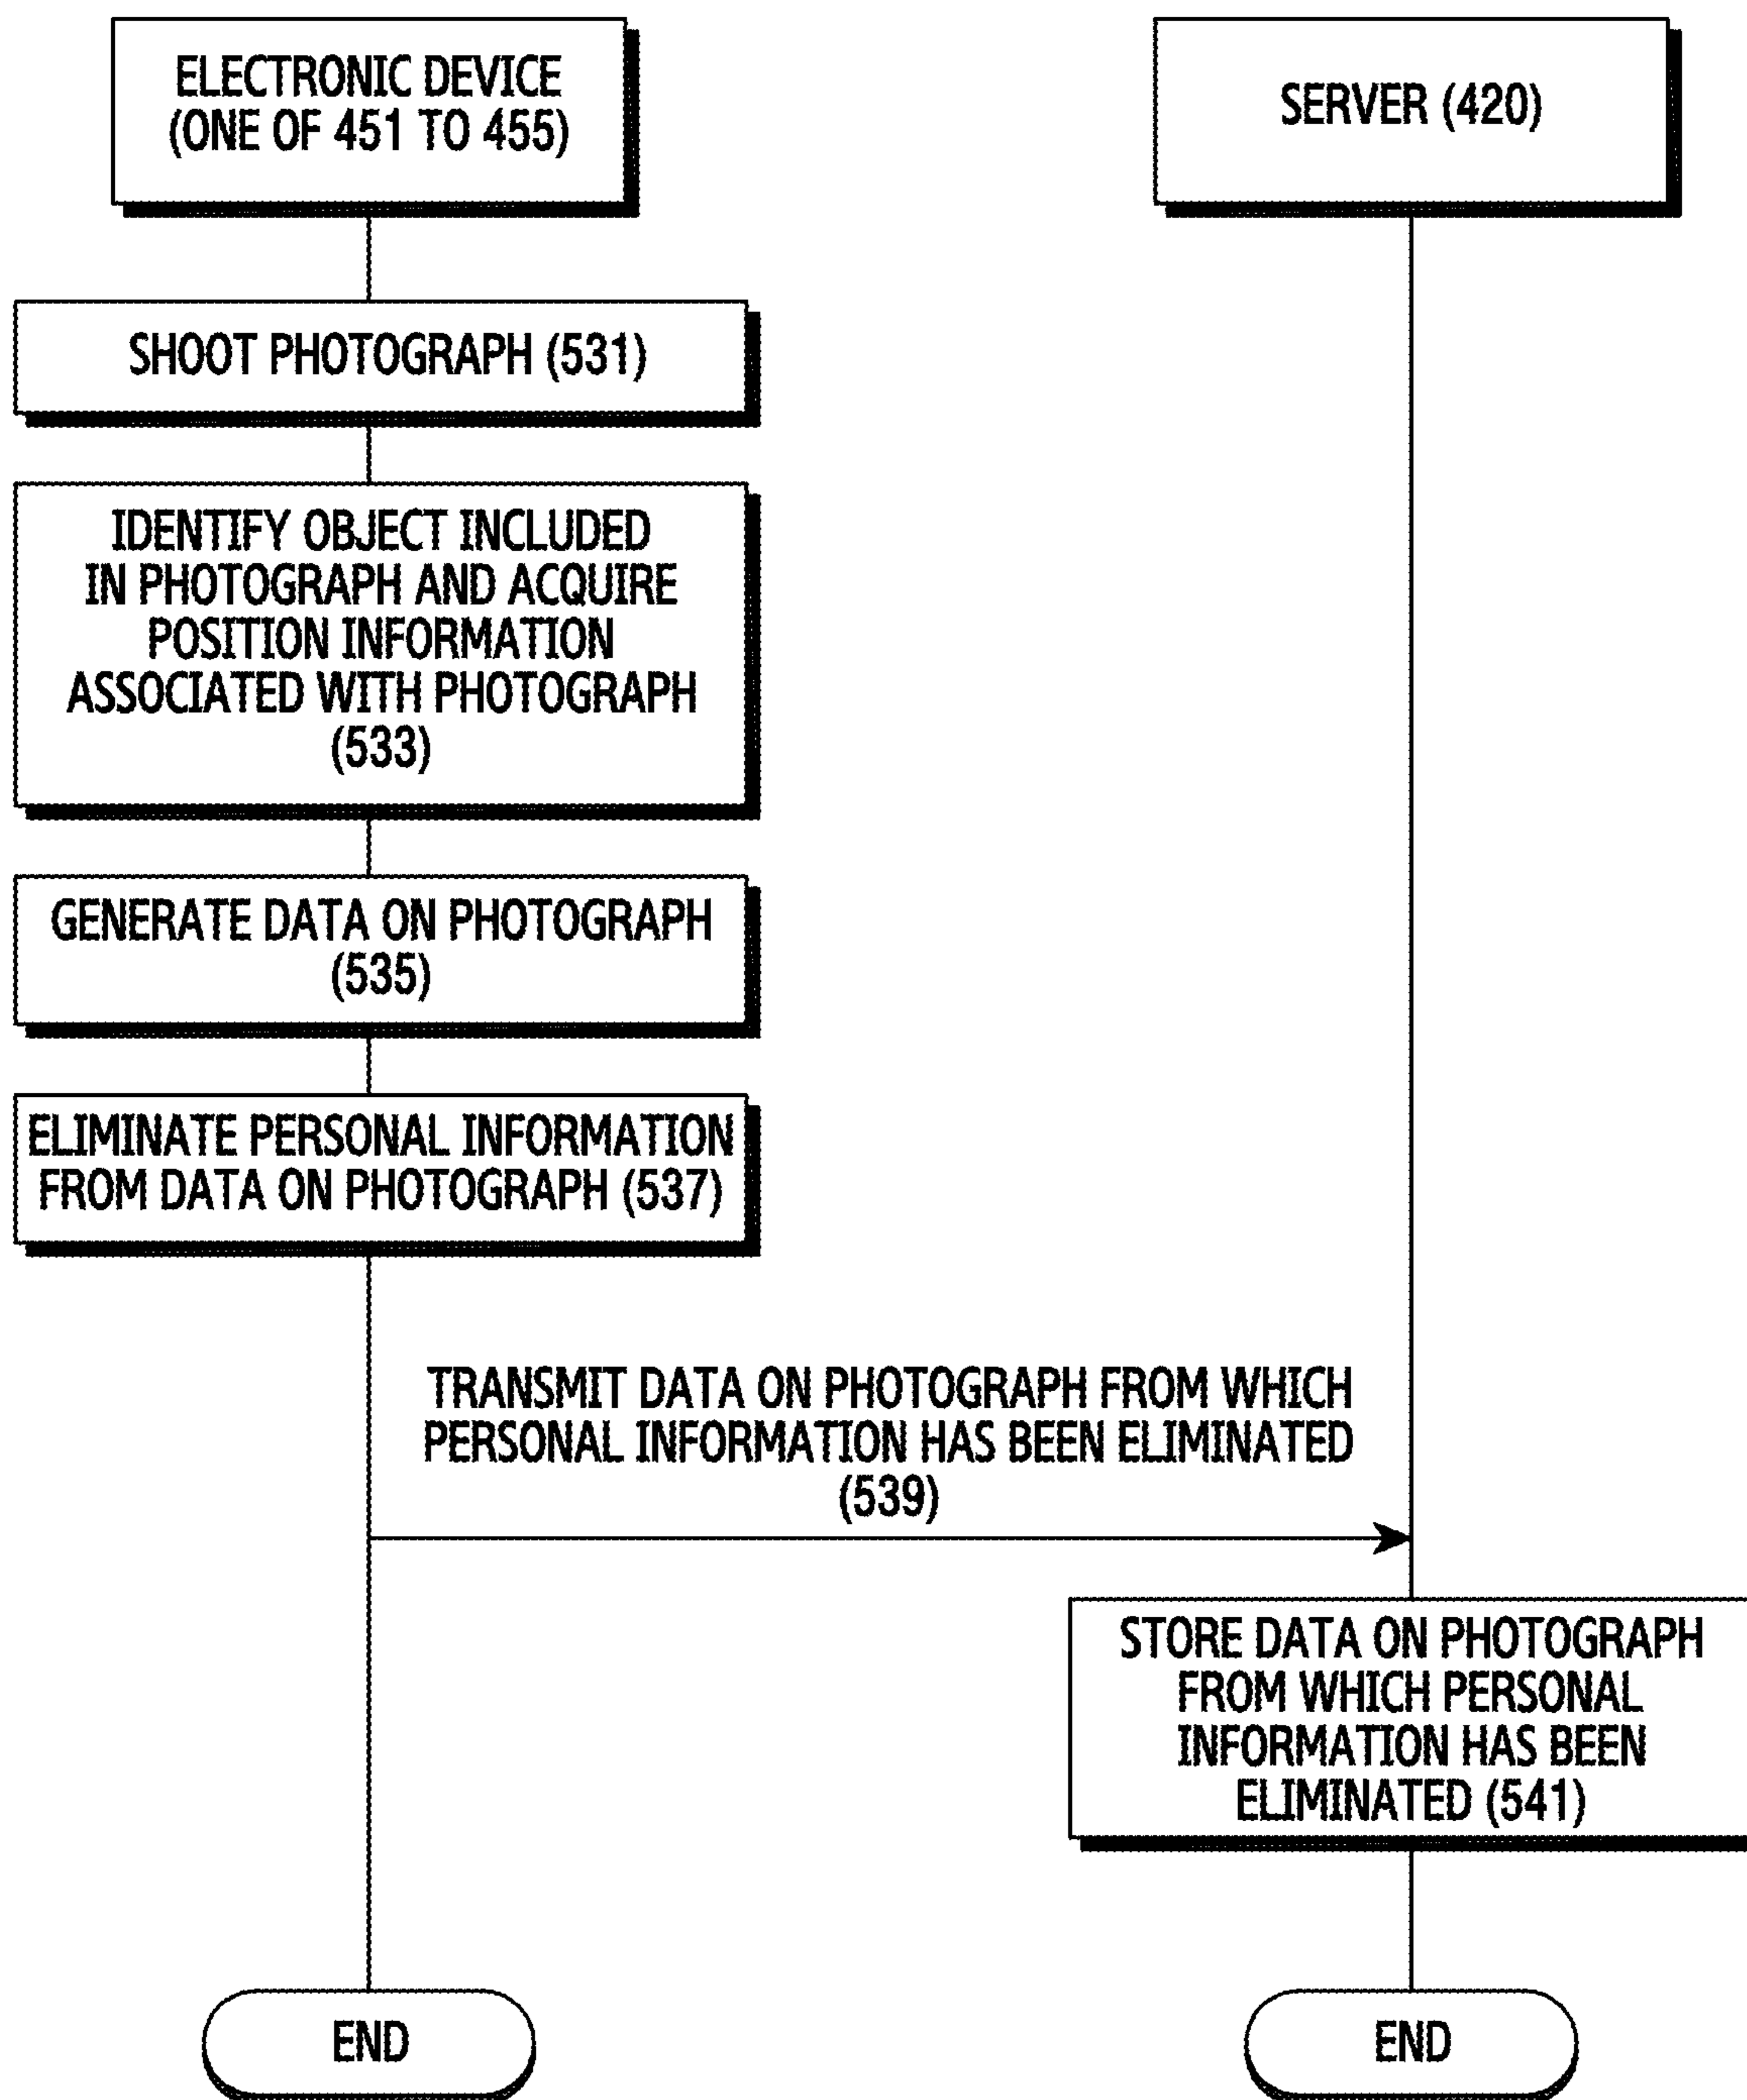 ELECTRONIC DEVICE
(ONE OF 451 TO 455)
SERVER (420)
SHOOT PHOTOGRAPH (531)
IDENTIFY OBJECT INCLUDED
IN PHOTOGRAPH AND ACQUIRE
POSITION INFORMATION
ASSOCIATED WITH PHOTOGRAPH
(533)
GENERATE DATA ON PHOTOGRAPH
(535)
ELIMINATE PERSONAL INFORMATION
FROM DATA ON PHOTOGRAPH (537)
TRANSMIT DATA ON PHOTOGRAPH FROM WHICH
PERSONAL INFORMATION HAS BEEN ELIMINATED
(539)
STORE DATA ON PHOTOGRAPH
FROM WHICH PERSONAL
INFORMATION HAS BEEN
ELIMINATED (541)
END
END